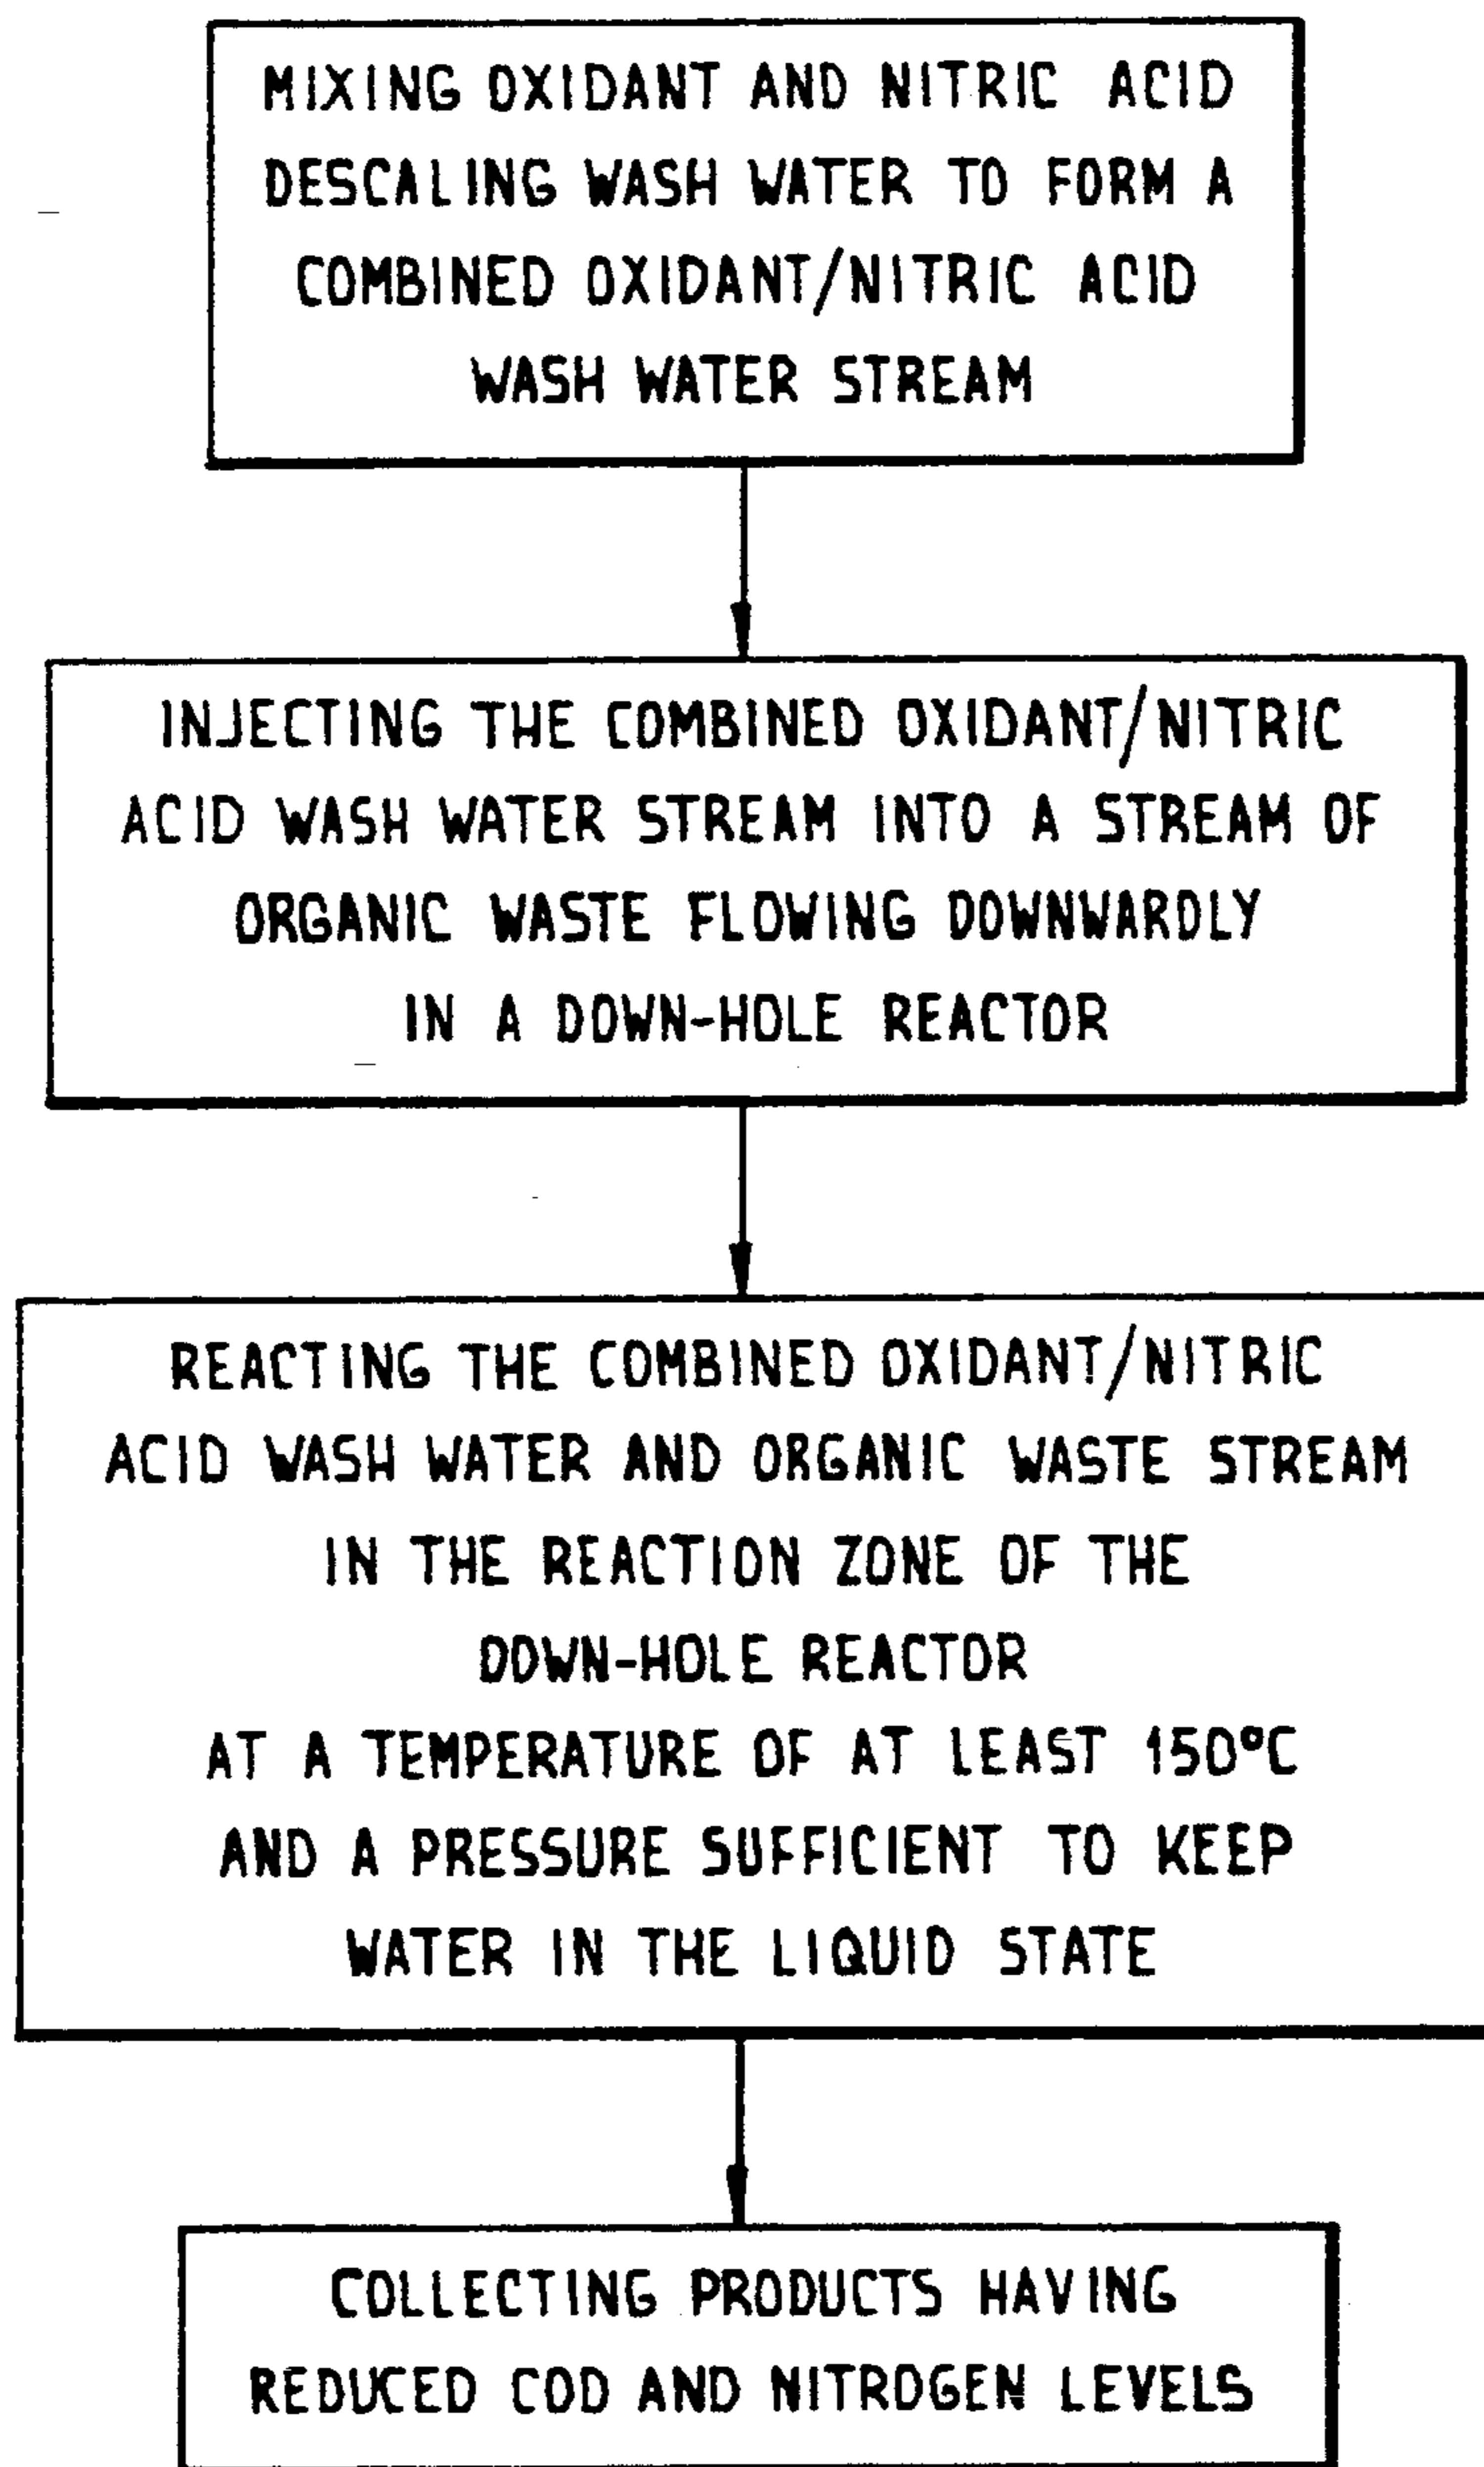 MIXING OXIDANT AND NITRIC ACID
DESCALING WASH WATER TO FORM A
COMBINED OXIDANT/NITRIC ACID
WASH WATER STREAM
INJECTING THE COMBINED OXIDANT/NITRIC
ACID WASH WATER STREAM INTO A STREAM OF
ORGANIC WASTE FLOWING DOWNWARDLY
IN A DOWN-HOLE REACTOR
REACTING THE COMBINED OXIDANT/NITRIC
ACID WASH WATER AND ORGANIC WASTE STREAM
IN THE REACTION ZONE OF THE
DOWN-HOLE REACTOR
AT A TEMPERATURE OF AT LEAST 150°C
AND A PRESSURE SUFFICIENT TO KEEP
WATER IN THE LIQUID STATE
COLLECTING PRODUCTS HAVING
REDUCED COD AND NITROGEN LEVELS